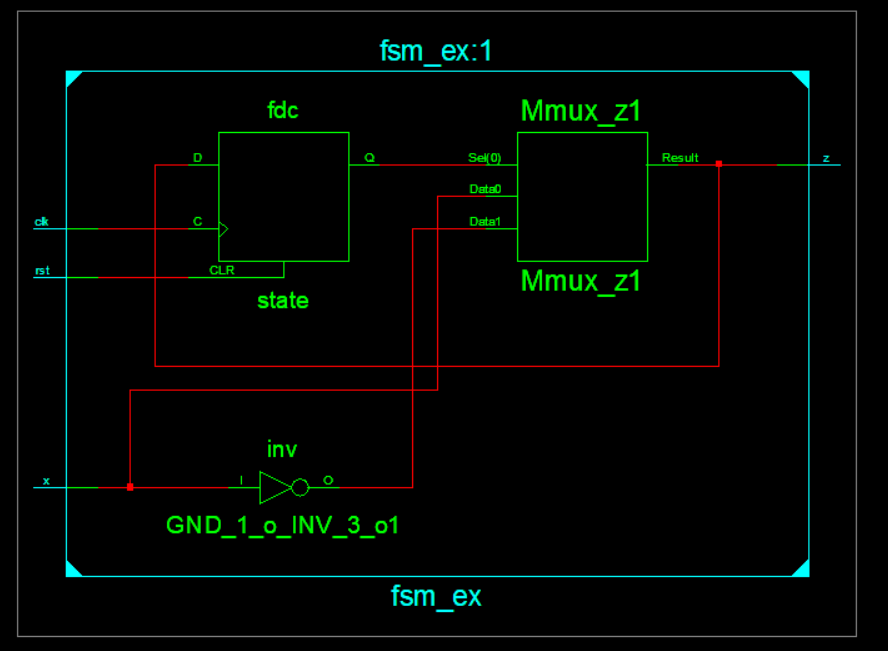 fsm_ex:1
fdc
Mmux_z1
D
Q
Sel(0)
Result
z
Data0
clk
C
Data1
rst
CLR
state
Mmux_z1
inv
x
I
O
GND_1_o_INV_3_o1
fsm_ex